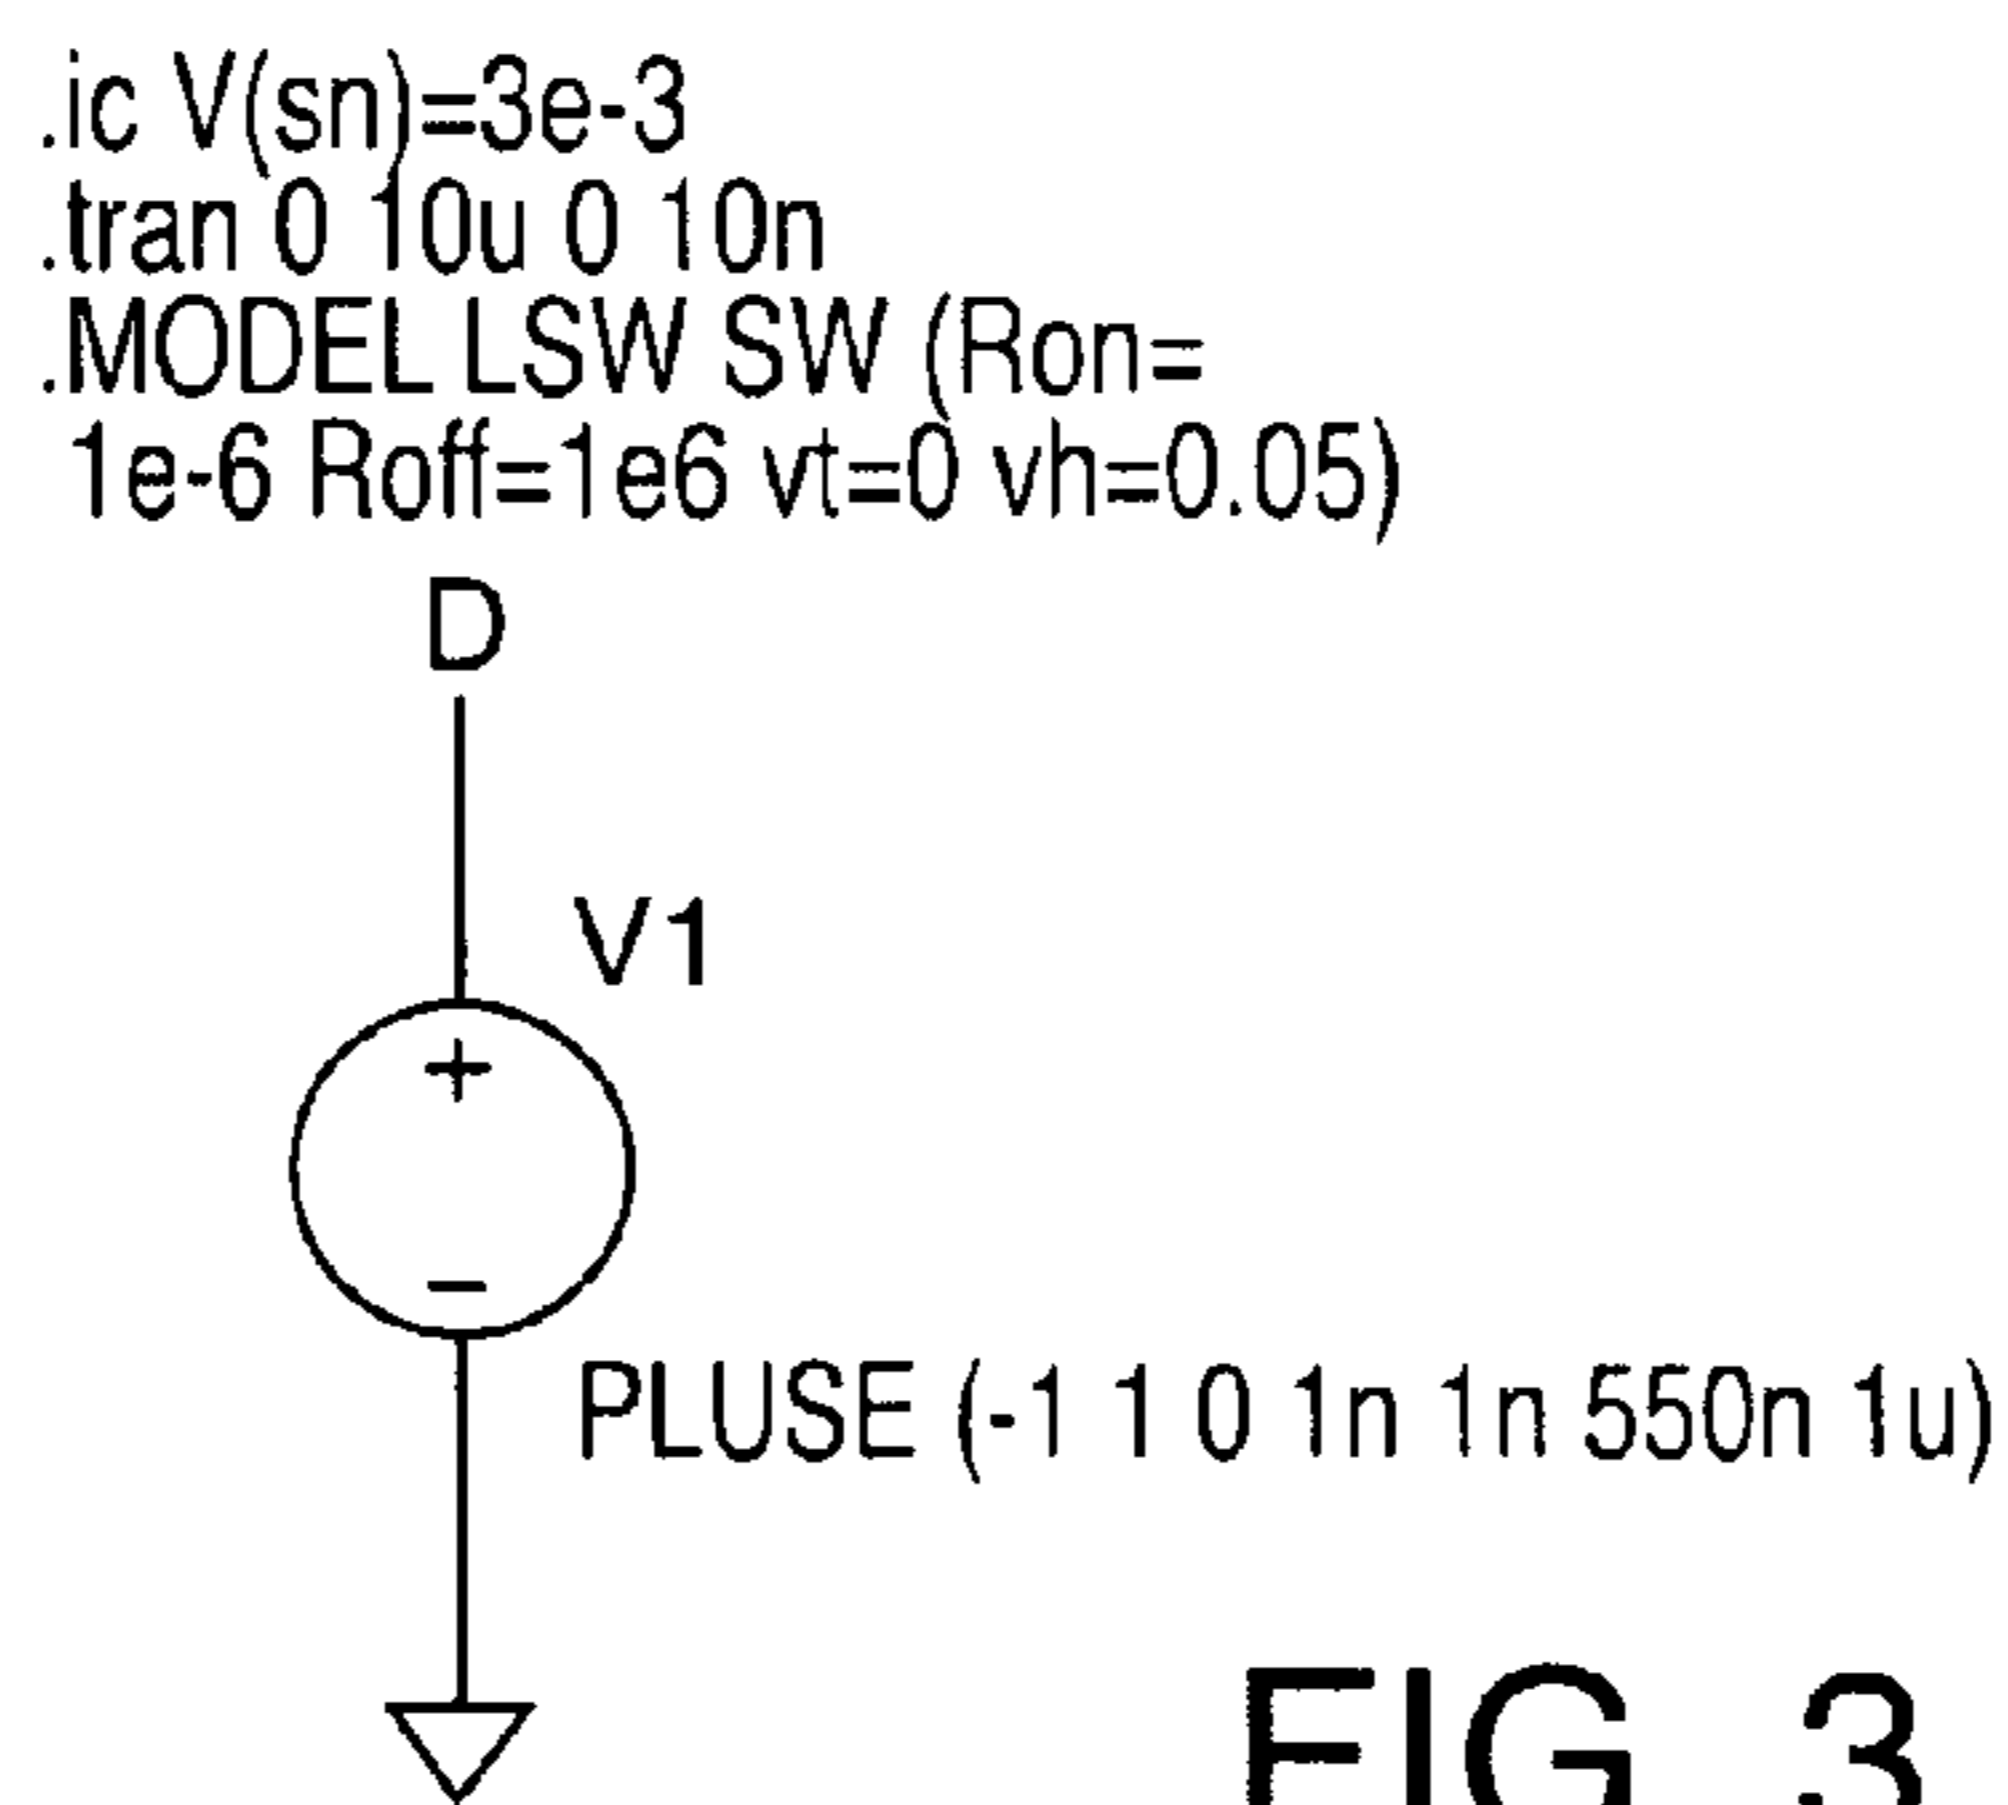 .ic V(sn)=3e-3
.tran 0 10u 0 10n
.MODEL LSW SW (Ron=
1e-6 Roff=1e6 vt=0 vh=0.05)
D
V1
+
−
PLUSE (-1 1 0 1n 1n 550n 1u)
FIG. 3